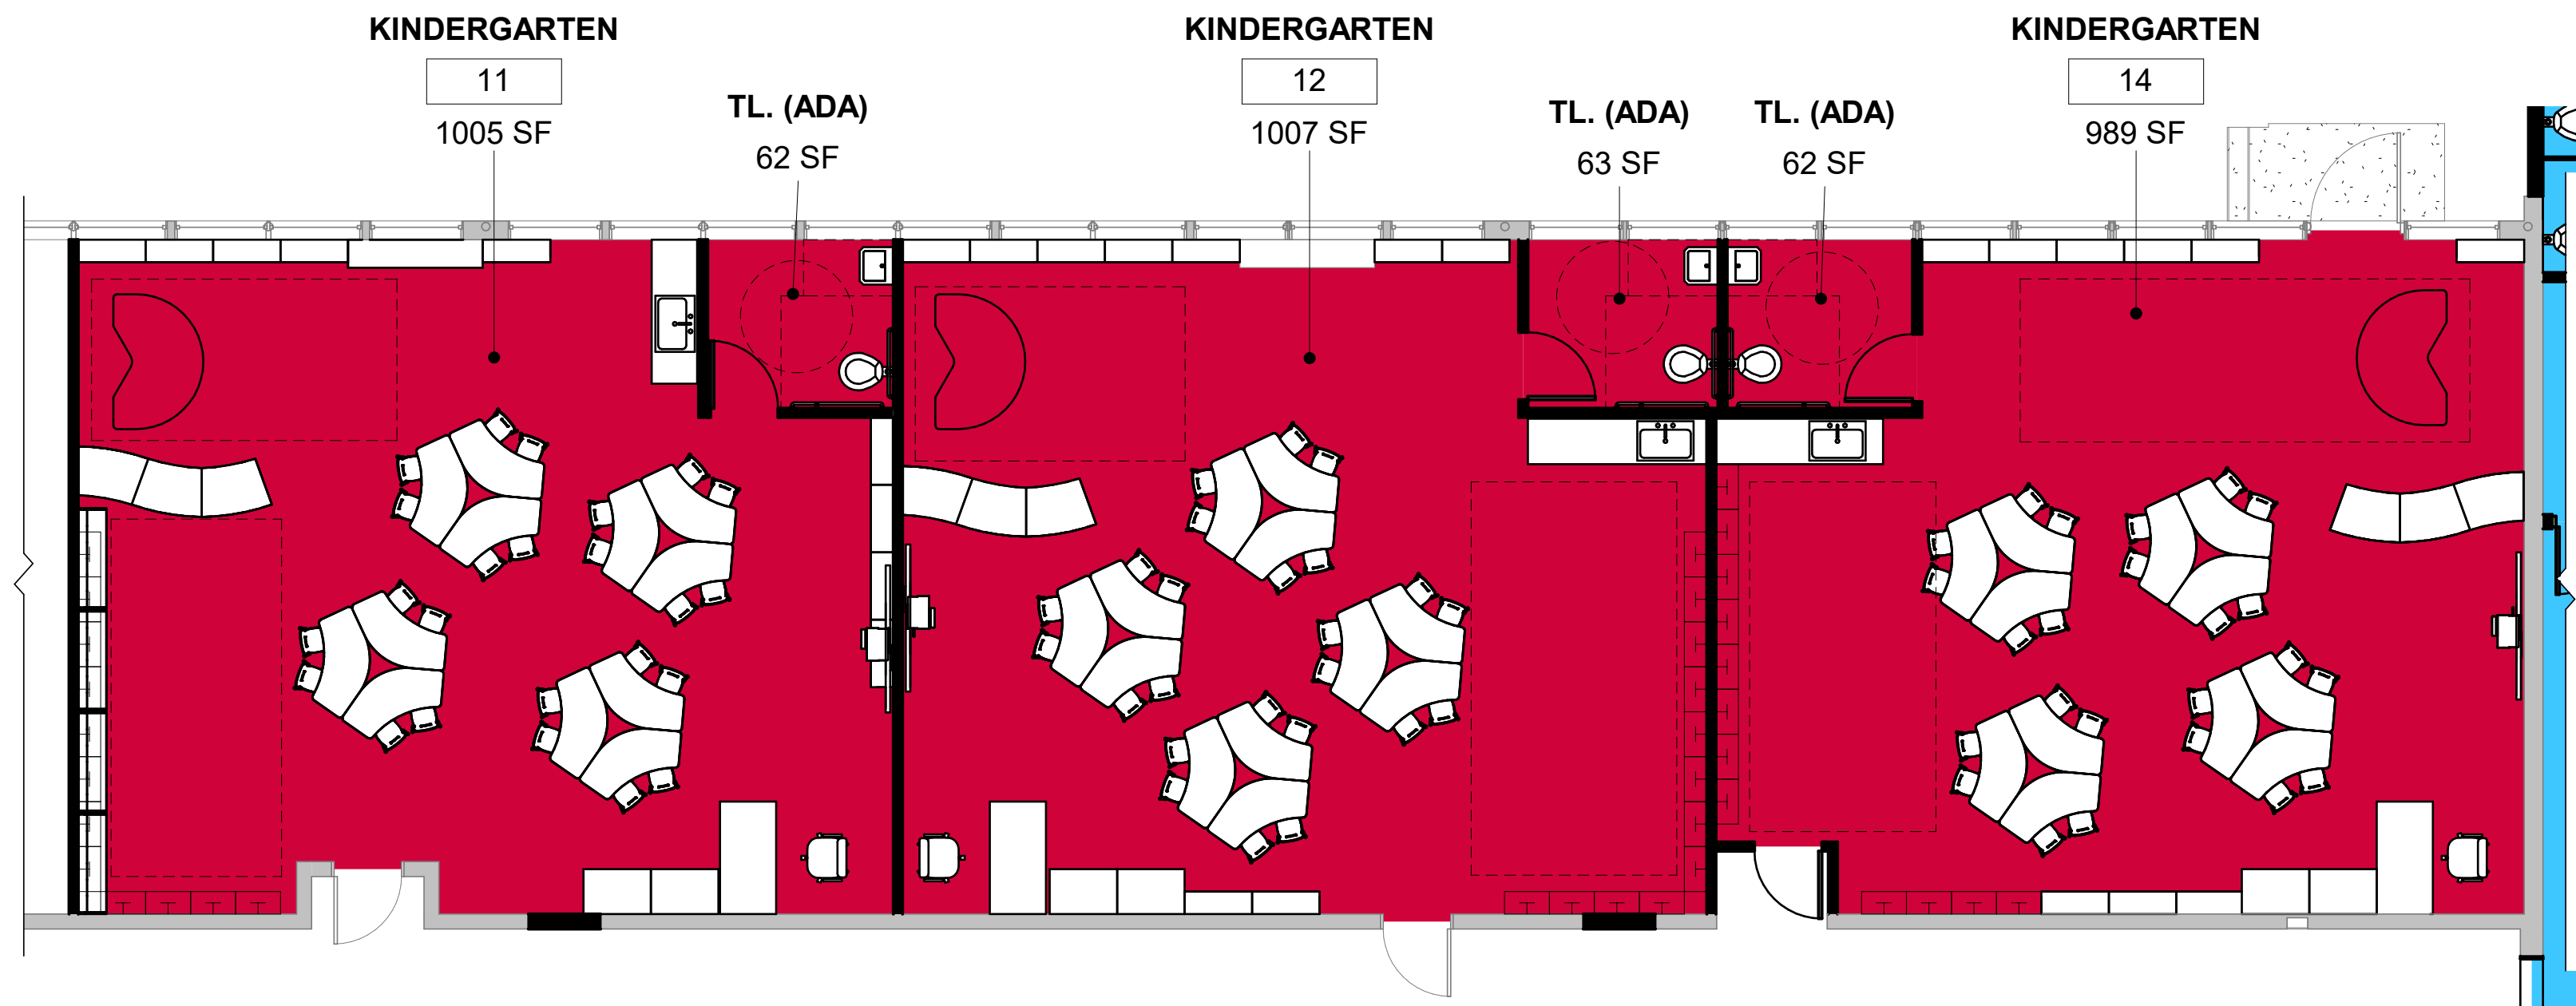 KINDERGARTEN
11
1005 SF
TL. (ADA)
62 SF
KINDERGARTEN
12
1007 SF
TL. (ADA)
63 SF
TL. (ADA)
62 SF
KINDERGARTEN
14
989 SF